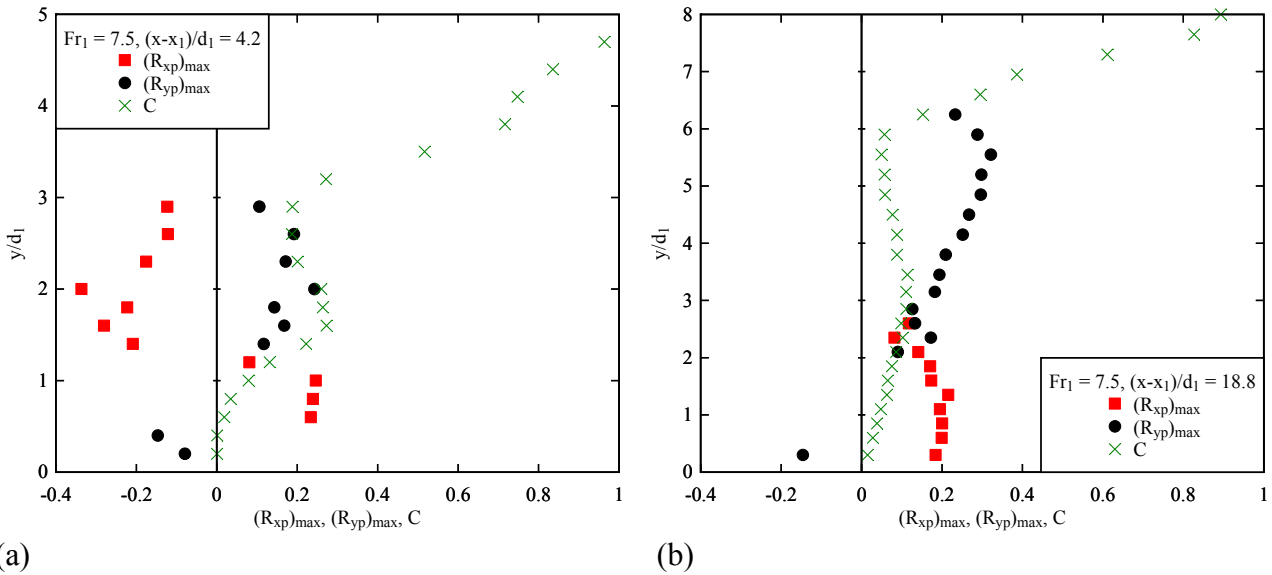 5
4
3
2
1
0
y/d1
Fr1 = 7.5, (x-x1)/d1 = 4.2
(Rxp)max
(Ryp)max
C
-0.4 -0.2 0 0.2 0.4 0.6 0.8 1
(Rxp)max, (Ryp)max, C
(a)
8
7
6
5
4
3
2
1
0
y/d1
Fr1 = 7.5, (x-x1)/d1 = 18.8
(Rxp)max
(Ryp)max
C
-0.4 -0.2 0 0.2 0.4 0.6 0.8 1
(Rxp)max, (Ryp)max, C
(b)